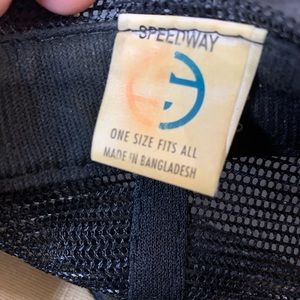 SPEEDWAY
ONE SIZE FITS ALL
MADE IN BANGLADESH